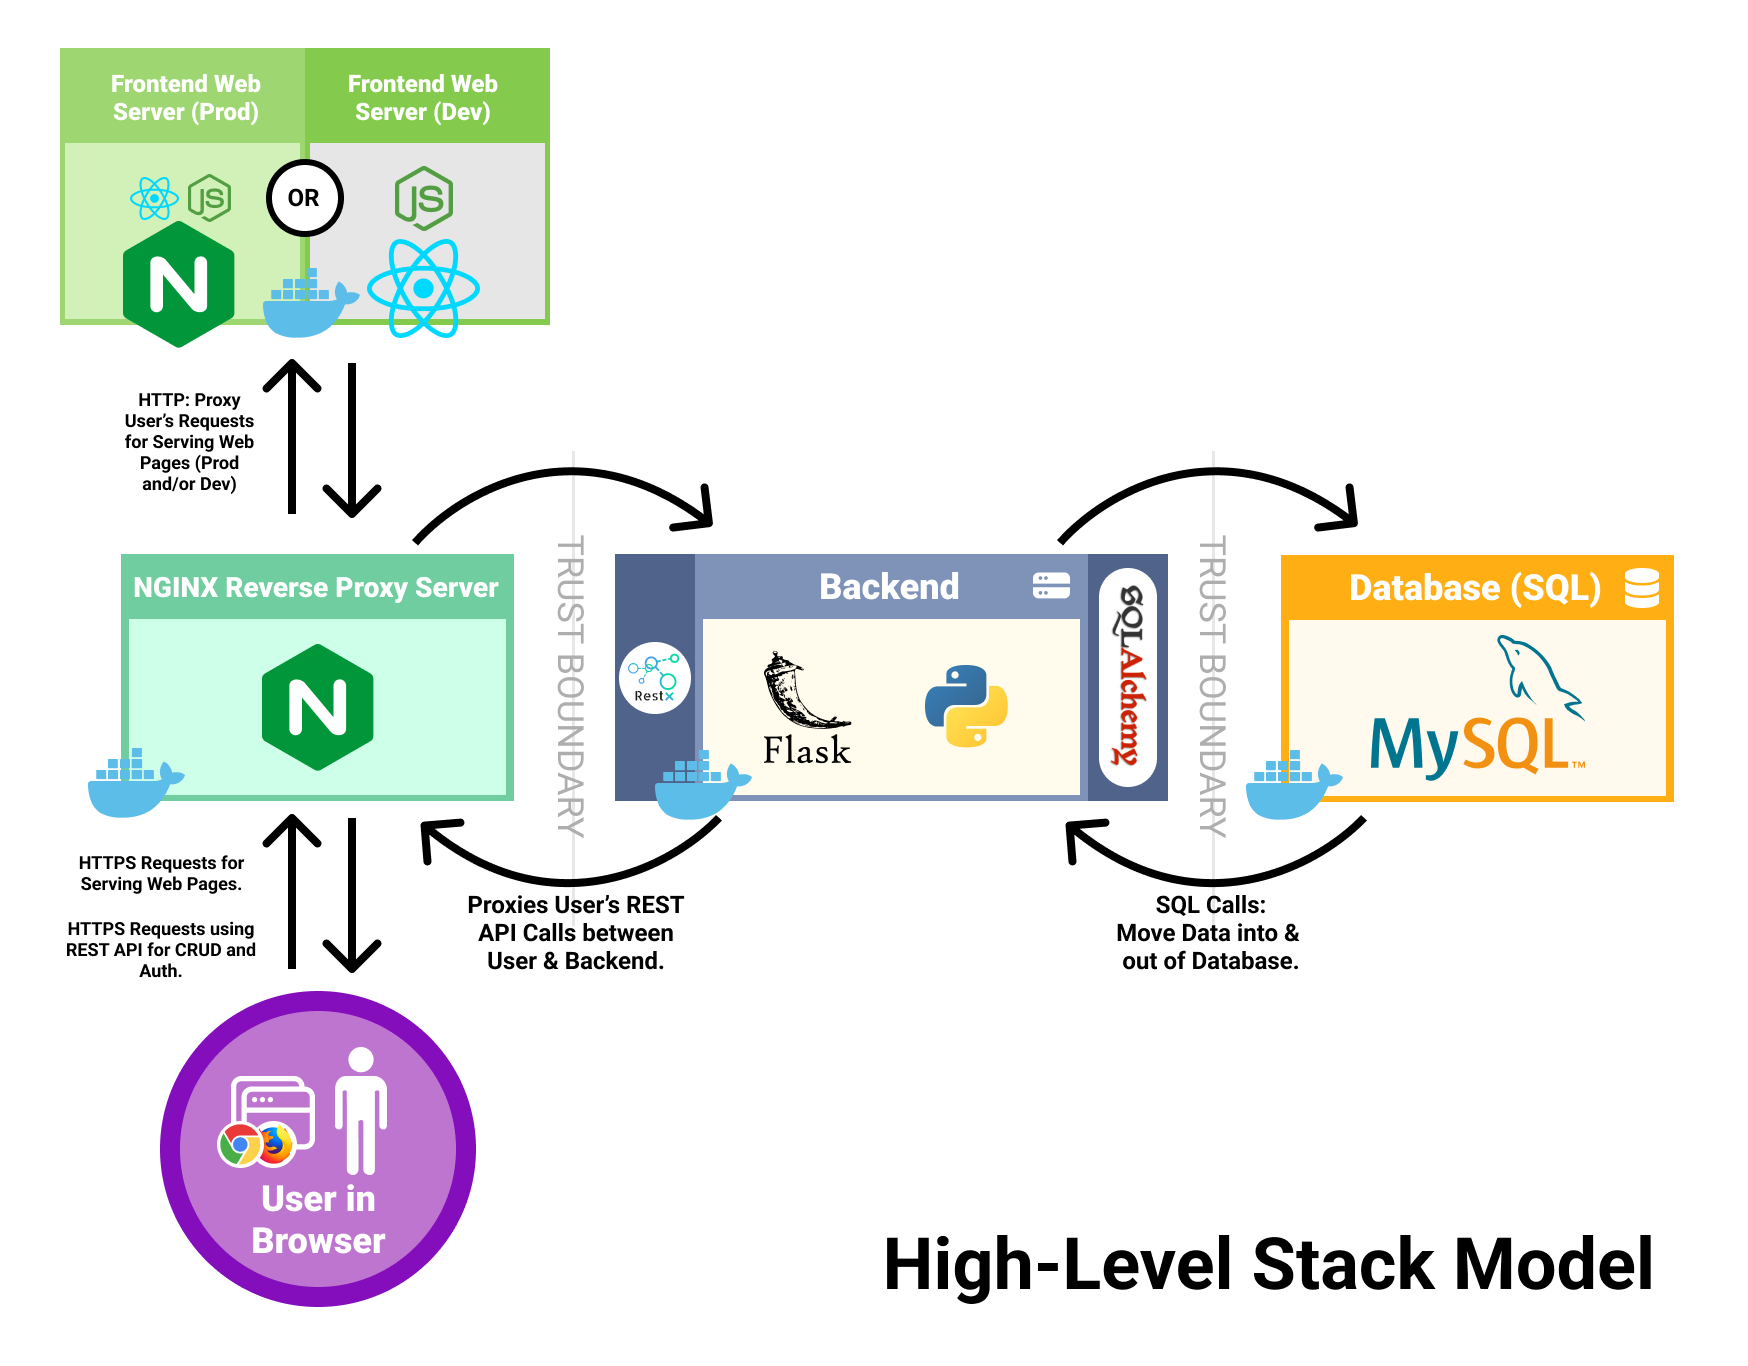 Frontend Web
Server (Prod)
Frontend Web
Server (Dev)
JS
OR
JS
N
HTTP: Proxy
User’s Requests
for Serving Web
Pages (Prod
and/or Dev)
NGINX Reverse Proxy Server
N
TRUST BOUNDARY
Backend
RestX
Flask
SQLAlchemy
TRUST BOUNDARY
Database (SQL)
MySQL™
HTTPS Requests for
Serving Web Pages.
HTTPS Requests using
REST API for CRUD and
Auth.
Proxies User’s REST
API Calls between
User & Backend.
SQL Calls:
Move Data into &
out of Database.
User in
Browser
High-Level Stack Model